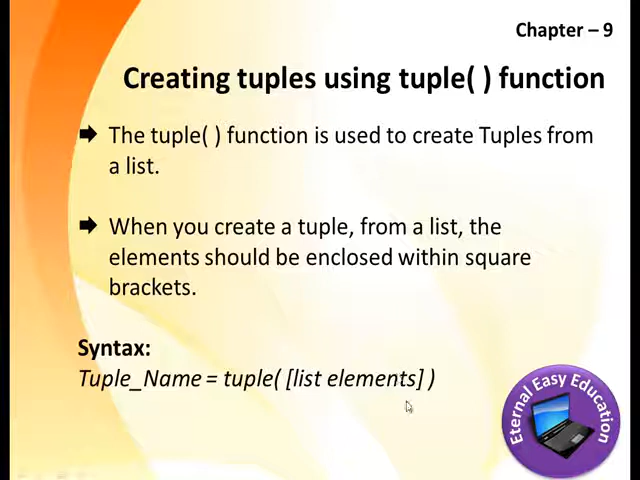 Chapter – 9
Creating tuples using tuple( ) function
The tuple( ) function is used to create Tuples from
a list.
When you create a tuple, from a list, the
elements should be enclosed within square
brackets.
Syntax:
Tuple_Name = tuple( [list elements] )
Eternal Easy Education